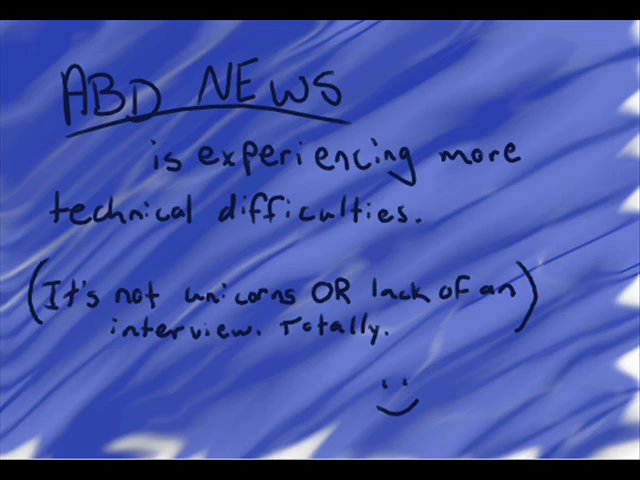 ABD NEWS
is experiencing more
technical difficulties.
(It's not unicorns OR lack of an
interview. Totally.)
:)